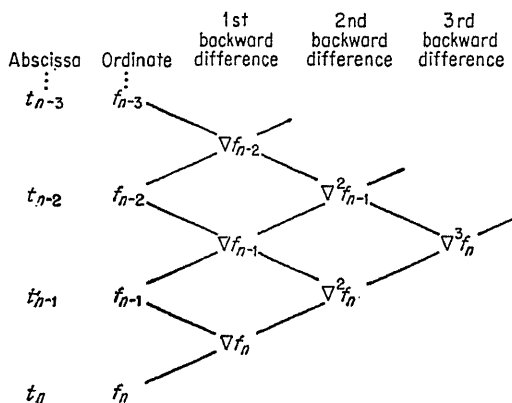 1st 2nd 3rd
backward backward backward
Abscissa Ordinate difference difference difference
t_{n-3} f_{n-3}
∇f_{n-2}
t_{n-2} f_{n-2} ∇²f_{n-1}
∇f_{n-1} ∇³f_n
t_{n-1} f_{n-1} ∇²f_n
∇f_n
t_n f_n